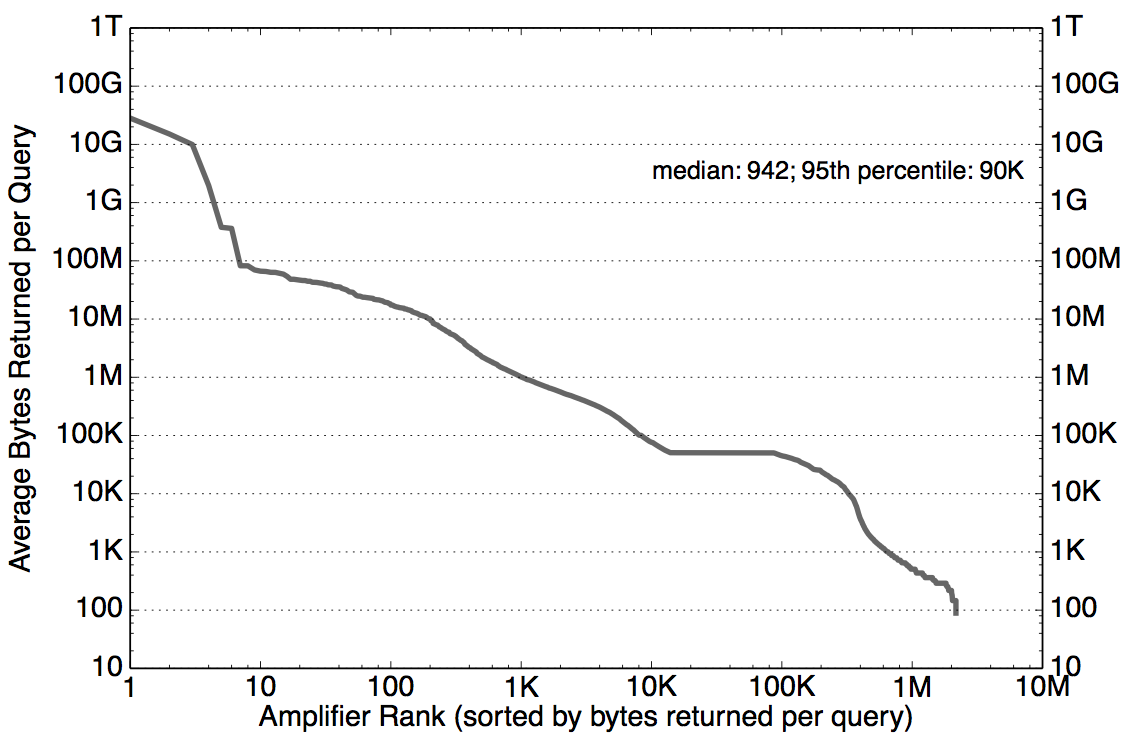 1T
100G
10G
1G
100M
10M
1M
100K
10K
1K
100
10
Average Bytes Returned per Query
median: 942; 95th percentile: 90K
1T
100G
10G
1G
100M
10M
1M
100K
10K
1K
100
10
1 10 100 1K 10K 100K 1M 10M
Amplifier Rank (sorted by bytes returned per query)